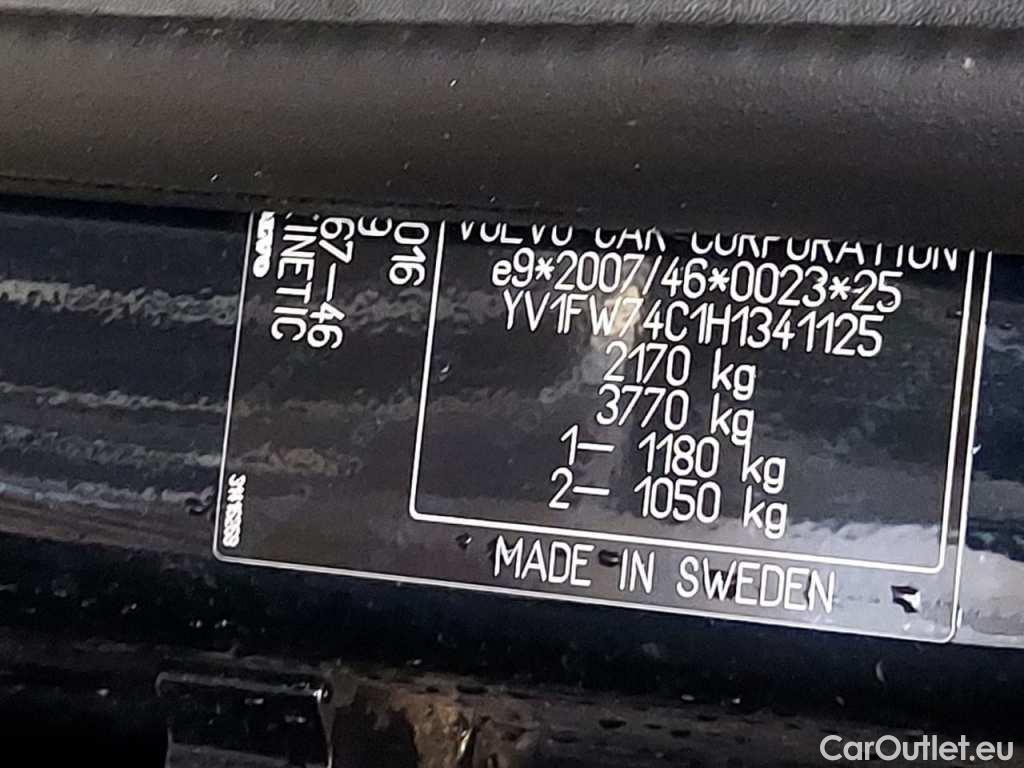 VOLVO CAR CORPORATION
e9*2007/46*0023*25
YV1FW74C1H1341125
2170 kg
3770 kg
1– 1180 kg
2– 1050 kg
MADE IN SWEDEN
016
9
67–46
INETIC
CarOutlet.eu